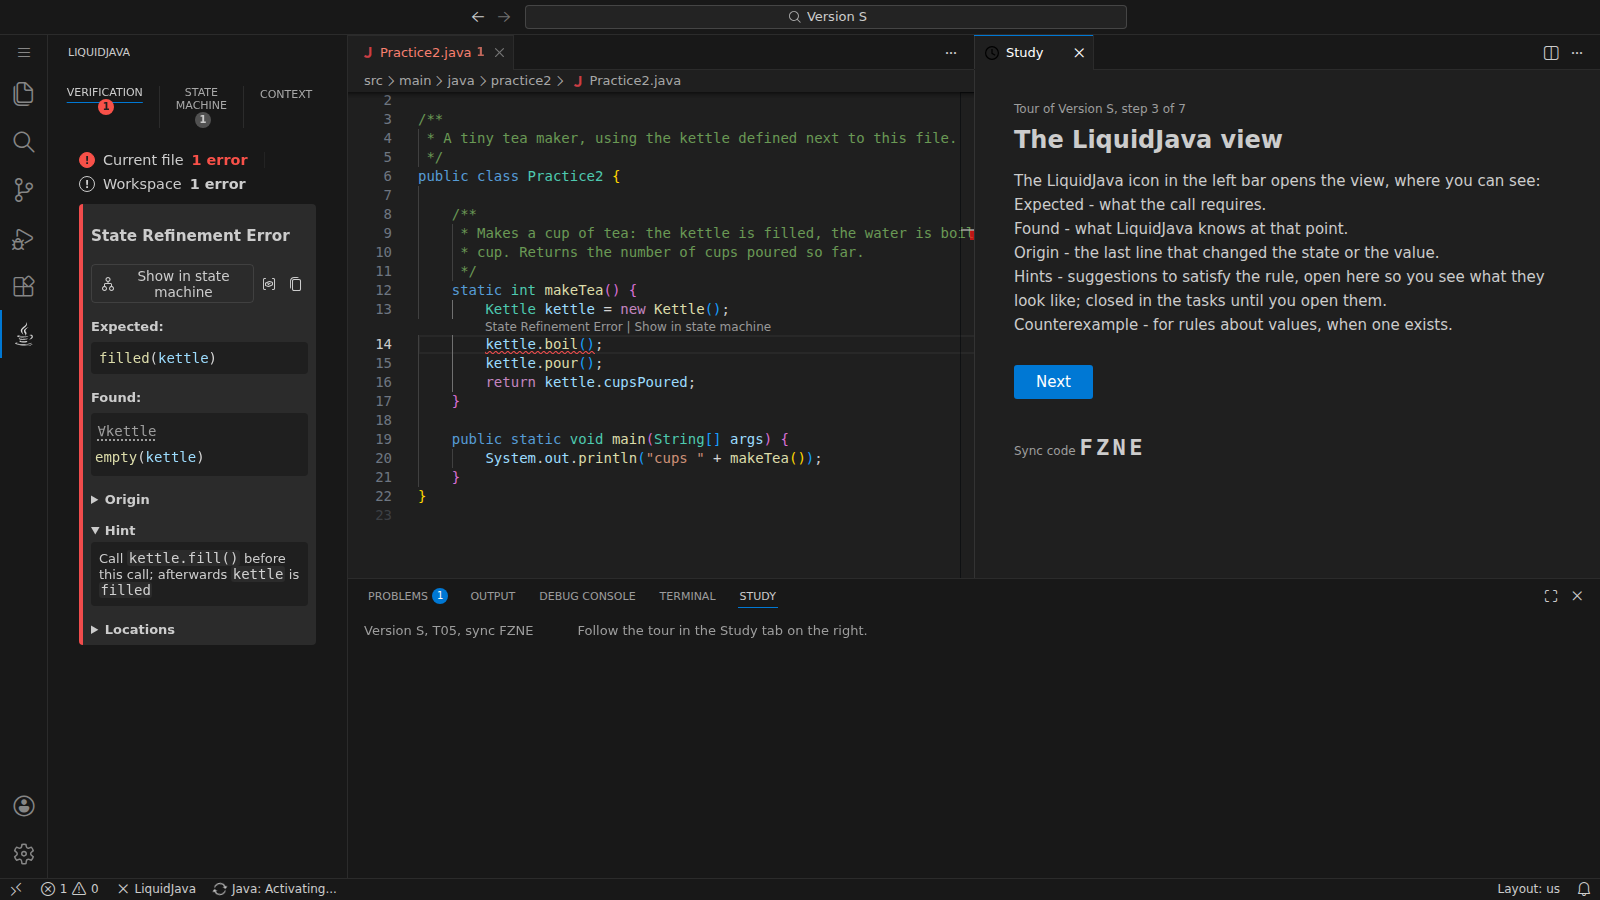 Version S
LIQUIDJAVA
VERIFICATION
1
STATE
MACHINE
1
CONTEXT
Current file 1 error
Workspace 1 error
State Refinement Error
Show in state
machine
Expected:
filled(kettle)
Found:
∀kettle
empty(kettle)
Origin
Hint
Call kettle.fill() before
this call; afterwards kettle is
filled
Locations
Practice2.java 1
src > main > java > practice2 > Practice2.java
2
3 /**
4 * A tiny tea maker, using the kettle defined next to this file.
5 */
6 public class Practice2 {
7
8 /**
9 * Makes a cup of tea: the kettle is filled, the water is boil
10 * cup. Returns the number of cups poured so far.
11 */
12 static int makeTea() {
13 Kettle kettle = new Kettle();
State Refinement Error | Show in state machine
14 kettle.boil();
15 kettle.pour();
16 return kettle.cupsPoured;
17 }
18
19 public static void main(String[] args) {
20 System.out.println("cups " + makeTea());
21 }
22 }
23
Study
Tour of Version S, step 3 of 7
The LiquidJava view
The LiquidJava icon in the left bar opens the view, where you can see:
Expected - what the call requires.
Found - what LiquidJava knows at that point.
Origin - the last line that changed the state or the value.
Hints - suggestions to satisfy the rule, open here so you see what they
look like; closed in the tasks until you open them.
Counterexample - for rules about values, when one exists.
Next
Sync code FZNE
PROBLEMS 1 OUTPUT DEBUG CONSOLE TERMINAL STUDY
Version S, T05, sync FZNE Follow the tour in the Study tab on the right.
1 0 LiquidJava Java: Activating... Layout: us